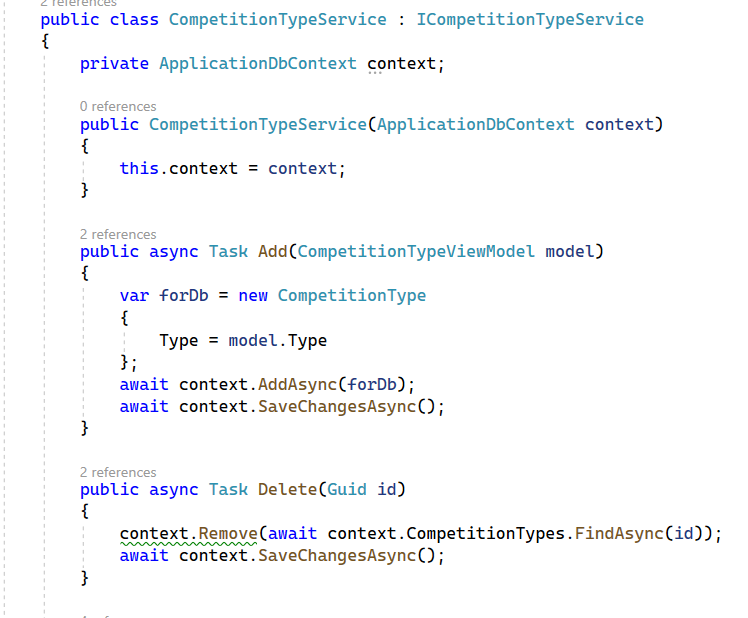 2 references
public class CompetitionTypeService : ICompetitionTypeService
{
private ApplicationDbContext context;
0 references
public CompetitionTypeService(ApplicationDbContext context)
{
this.context = context;
}
2 references
public async Task Add(CompetitionTypeViewModel model)
{
var forDb = new CompetitionType
{
Type = model.Type
};
await context.AddAsync(forDb);
await context.SaveChangesAsync();
}
2 references
public async Task Delete(Guid id)
{
context.Remove(await context.CompetitionTypes.FindAsync(id));
await context.SaveChangesAsync();
}